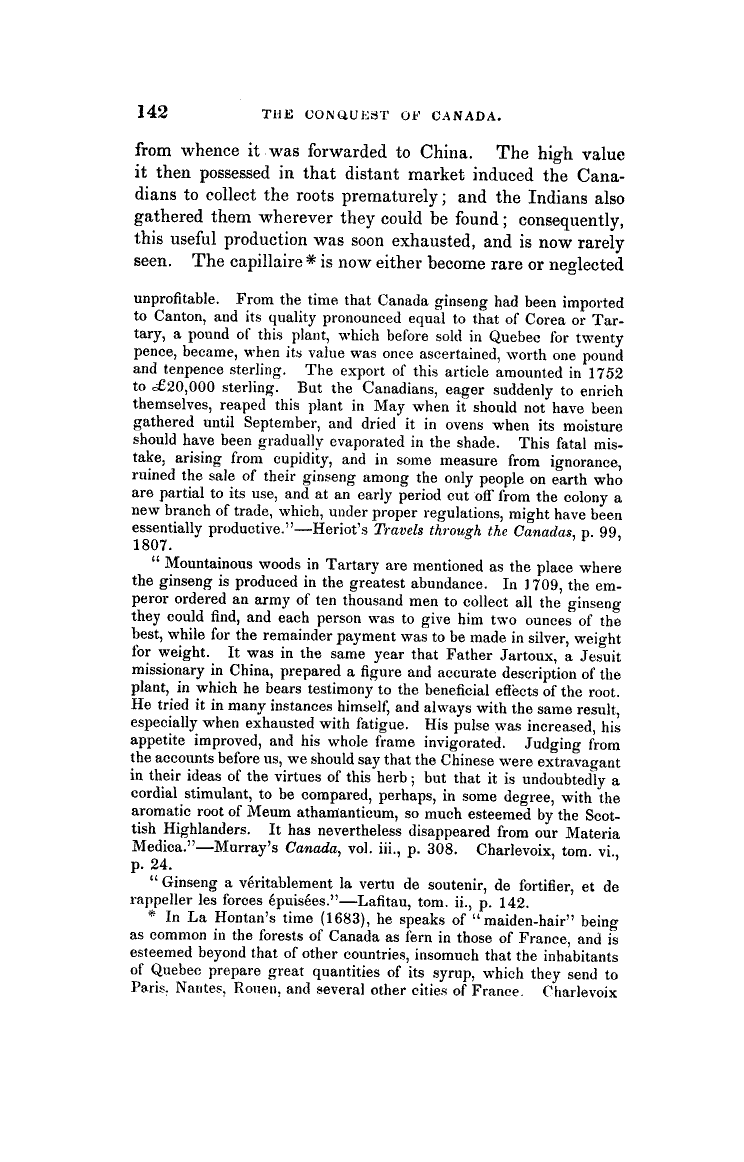 142 THE CONQUEST OF CANADA.
from whence it was forwarded to China. The high value
it then possessed in that distant market induced the Cana-
dians to collect the roots prematurely; and the Indians also
gathered them wherever they could be found; consequently,
this useful production was soon exhausted, and is now rarely
seen. The capillaire * is now either become rare or neglected
unprofitable. From the time that Canada ginseng had been imported
to Canton, and its quality pronounced equal to that of Corea or Tar-
tary, a pound of this plant, which before sold in Quebec for twenty
pence, became, when its value was once ascertained, worth one pound
and tenpence sterling. The export of this article amounted in 1752
to £20,000 sterling. But the Canadians, eager suddenly to enrich
themselves, reaped this plant in May when it should not have been
gathered until September, and dried it in ovens when its moisture
should have been gradually evaporated in the shade. This fatal mis-
take, arising from cupidity, and in some measure from ignorance,
ruined the sale of their ginseng among the only people on earth who
are partial to its use, and at an early period cut off from the colony a
new branch of trade, which, under proper regulations, might have been
essentially productive."—Heriot's Travels through the Canadas, p. 99,
1807.
"Mountainous woods in Tartary are mentioned as the place where
the ginseng is produced in the greatest abundance. In 1709, the em-
peror ordered an army of ten thousand men to collect all the ginseng
they could find, and each person was to give him two ounces of the
best, while for the remainder payment was to be made in silver, weight
for weight. It was in the same year that Father Jartoux, a Jesuit
missionary in China, prepared a figure and accurate description of the
plant, in which he bears testimony to the beneficial effects of the root.
He tried it in many instances himself, and always with the same result,
especially when exhausted with fatigue. His pulse was increased, his
appetite improved, and his whole frame invigorated. Judging from
the accounts before us, we should say that the Chinese were extravagant
in their ideas of the virtues of this herb; but that it is undoubtedly a
cordial stimulant, to be compared, perhaps, in some degree, with the
aromatic root of Meum athamanticum, so much esteemed by the Scot-
tish Highlanders. It has nevertheless disappeared from our Materia
Medica."—Murray's Canada, vol. iii., p. 308. Charlevoix, tom. vi.,
p. 24.
"Ginseng a véritablement la vertu de soutenir, de fortifier, et de
rappeller les forces épuisées."—Lafitau, tom. ii., p. 142.
* In La Hontan's time (1683), he speaks of "maiden-hair" being
as common in the forests of Canada as fern in those of France, and is
esteemed beyond that of other countries, insomuch that the inhabitants
of Quebec prepare great quantities of its syrup, which they send to
Paris, Nantes, Rouen, and several other cities of France. Charlevoix